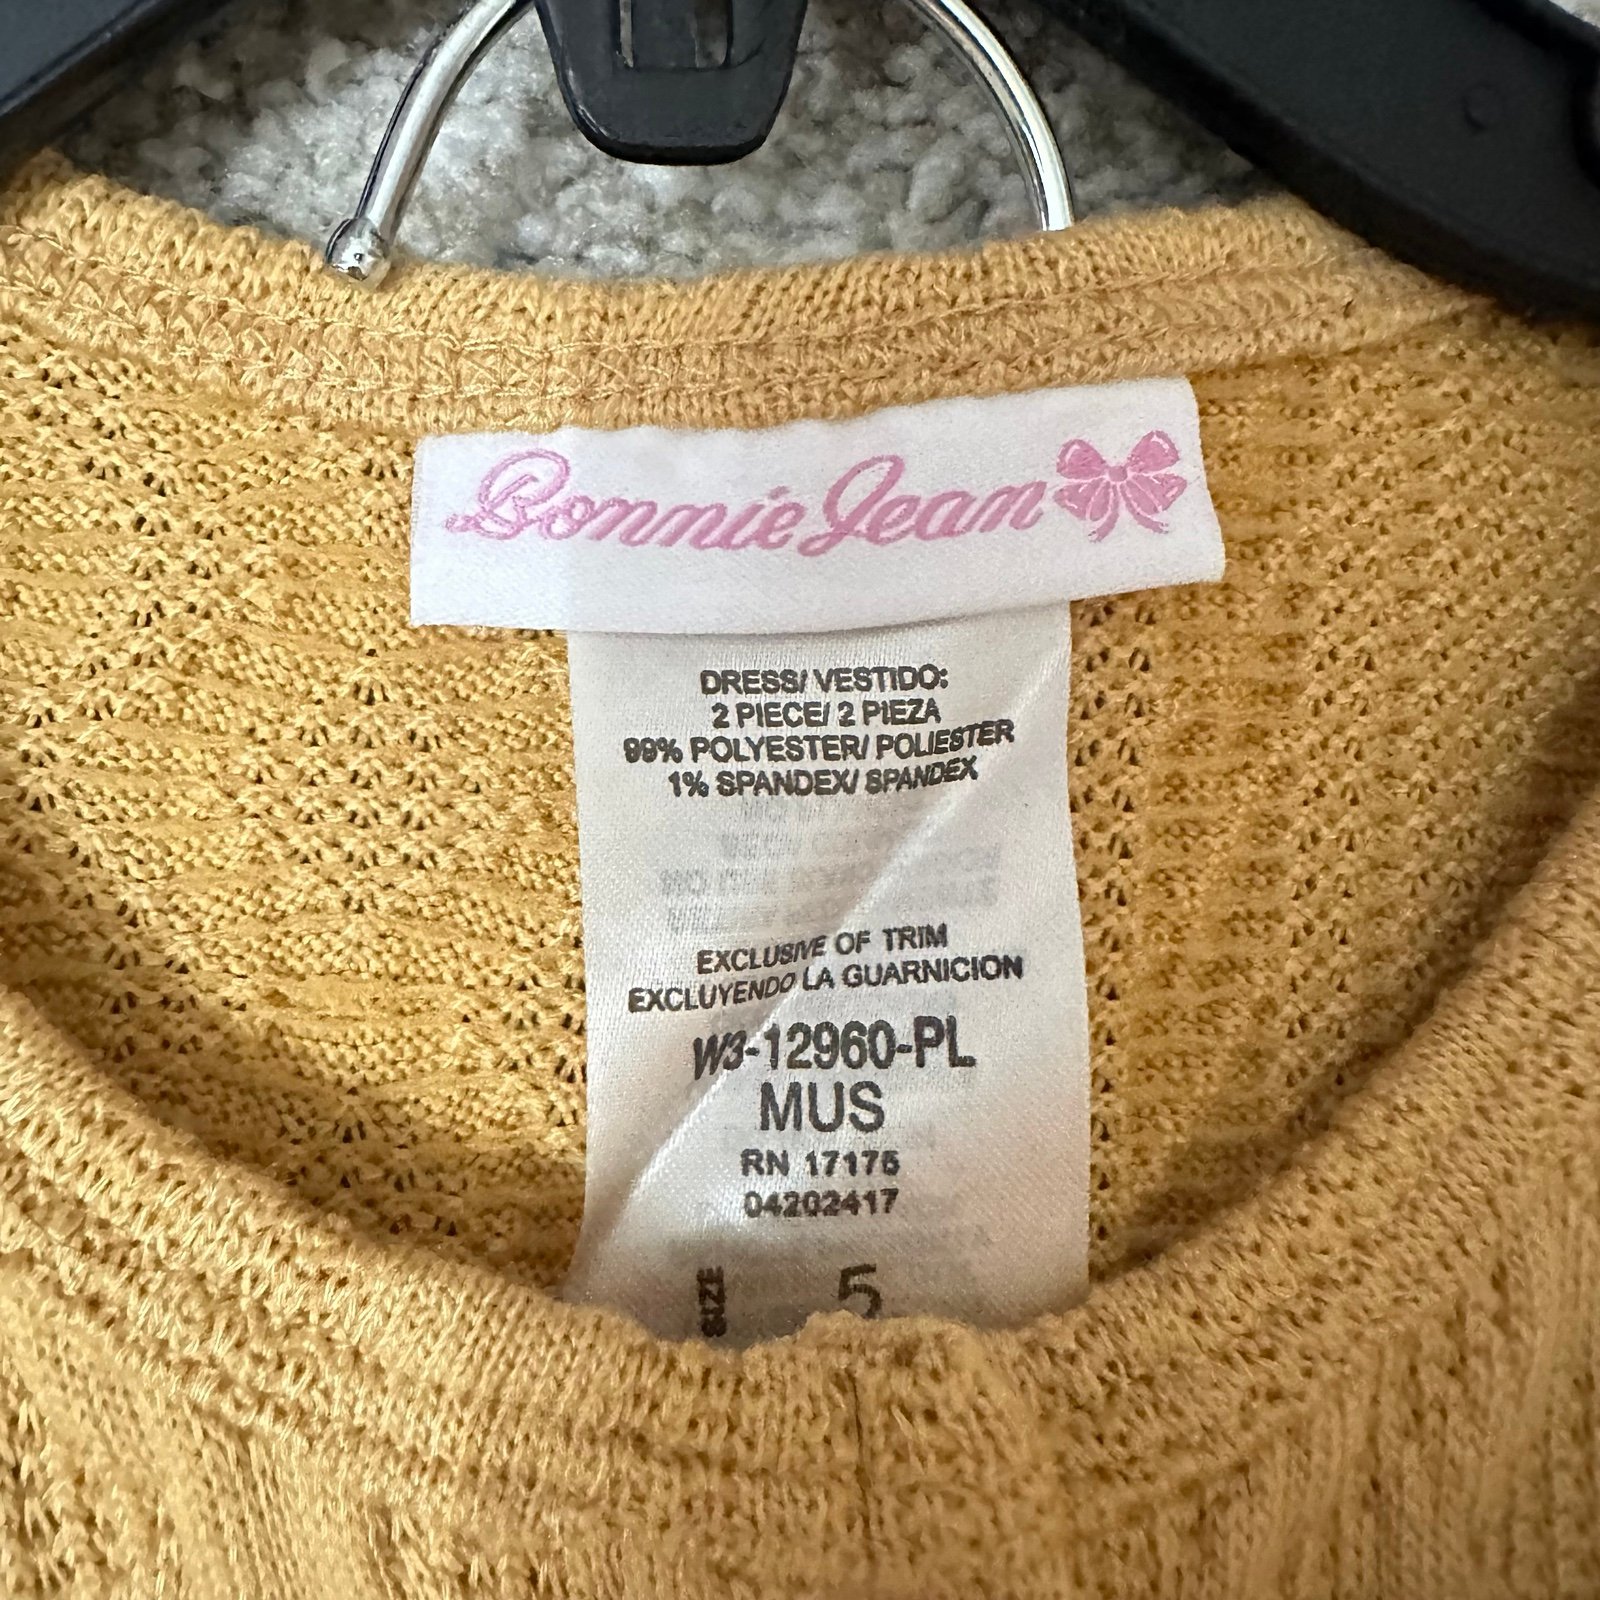 Bonnie Jean
DRESS/ VESTIDO:
2 PIECE/ 2 PIEZA
99% POLYESTER/ POLIESTER
1% SPANDEX/ SPANDEX
EXCLUSIVE OF TRIM
EXCLUYENDO LA GUARNICION
W3-12960-PL
MUS
RN 17175
04202417
SIZE 5